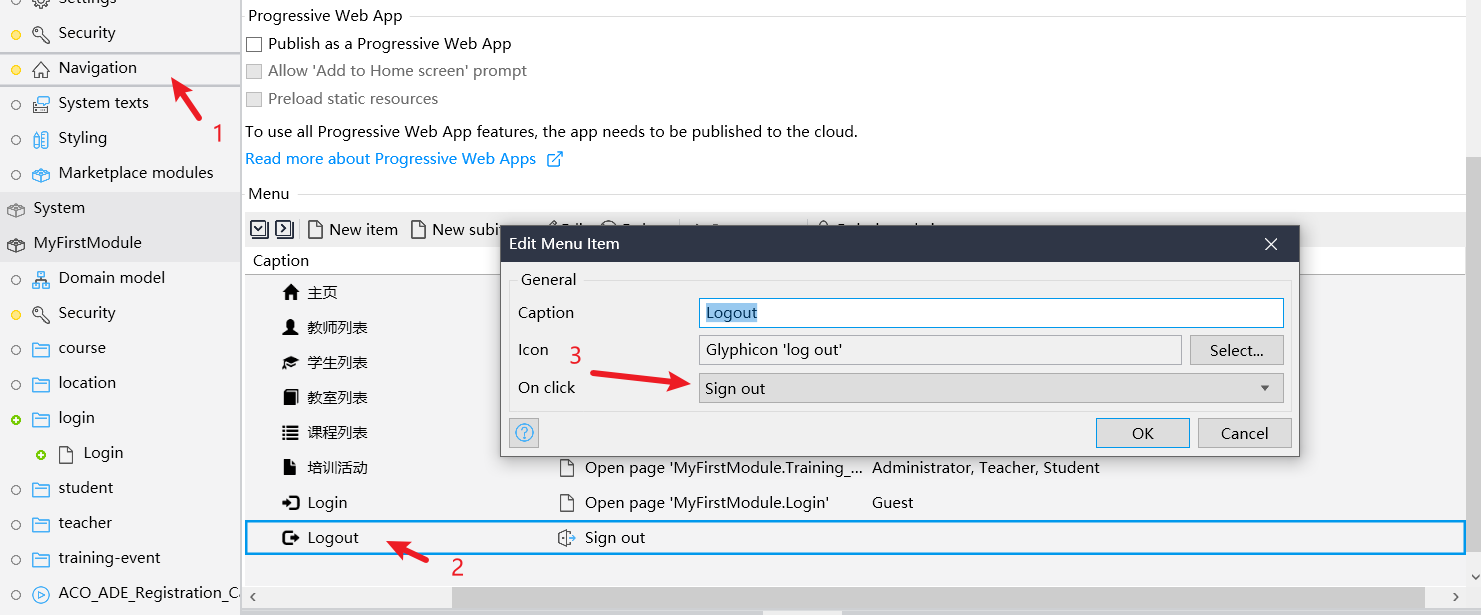 Settings
Security
Navigation
1
System texts
Styling
Marketplace modules
System
MyFirstModule
Domain model
Security
course
location
login
Login
student
teacher
training-event
ACO_ADE_Registration_Ca
Progressive Web App
Publish as a Progressive Web App
Allow 'Add to Home screen' prompt
Preload static resources
To use all Progressive Web App features, the app needs to be published to the cloud.
Read more about Progressive Web Apps
Menu
New item New subi
Caption
主页
教师列表
学生列表
教室列表
课程列表
培训活动 Open page 'MyFirstModule.Training_... Administrator, Teacher, Student
Login Open page 'MyFirstModule.Login' Guest
Logout Sign out
2
Edit Menu Item
General
Caption Logout
Icon Glyphicon 'log out' Select...
3
On click Sign out
OK Cancel